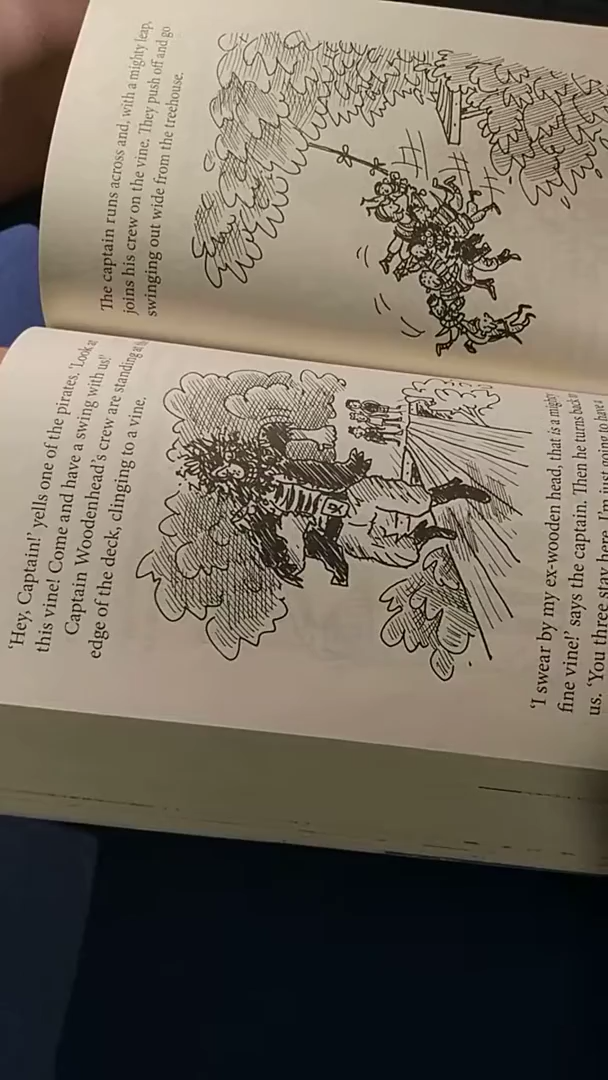 'Hey, Captain!' yells one of the pirates. 'Look at
this vine! Come and have a swing with us!'
Captain Woodenhead's crew are standing at the
edge of the deck, clinging to a vine.
'I swear by my ex-wooden head, that is a mighty
fine vine!' says the captain. Then he turns back
us. 'You three stay here. I'm just going to have
The captain runs across and, with a mighty leap,
joins his crew on the vine. They push off and go
swinging out wide from the treehouse.